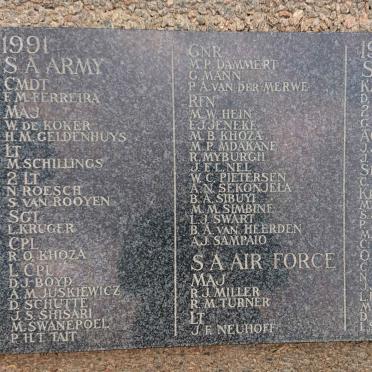 1991
S A ARMY
CMDT
F. M. FERREIRA
MAJ
W. DE KOKER
H. M. GELDENHUYS
LT
M. SCHILLINGS
2 LT
N. ROESCH
S. VAN ROOYEN
SGT
L. KRUGER
CPL
R. O. KHOZA
L CPL
D. J. BOYD
A. M. JUSKIEWICZ
D. SCHUTTE
J. S. SHISARI
M. SWANEPOEL
P. H. T. TAIT
GNR
M. P. DAMMERT
G. MANN
P. A. VAN DER MERWE
RFN
M. W. HEIN
E. J. JENEKE
M. B. KHOZA
M. P. MDAKANE
R. MYBURGH
J. F. L. NEL
W. C. PIETERSEN
A. N. SEKONJELA
B. A. SIBUYI
M. M. SIMBINE
L. J. SWART
B. A. VAN HEERDEN
A. J. SAMPAIO
S A AIR FORCE
MAJ
R. J. MILLER
R. M. TURNER
LT
J. F. NEUHOFF